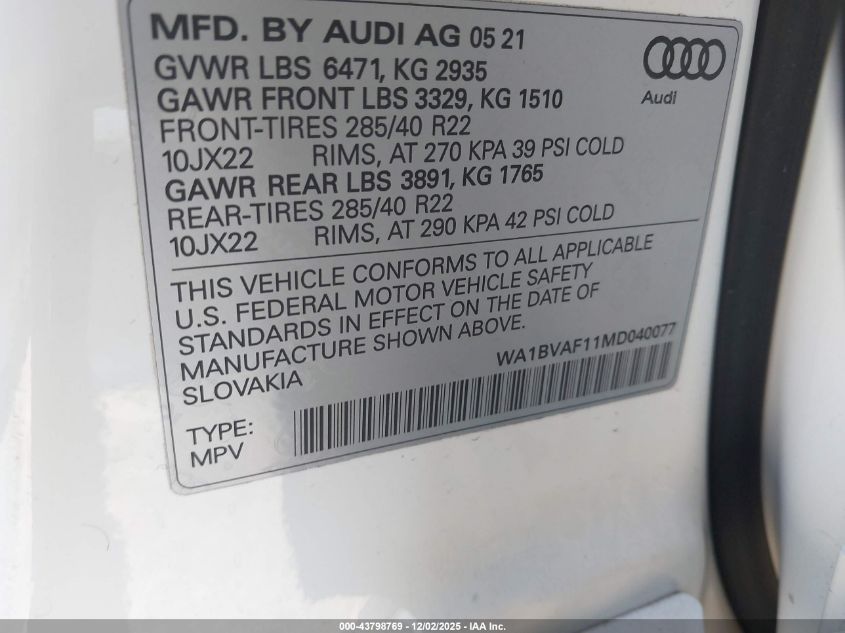 MFD. BY AUDI AG 05 21
GVWR LBS 6471, KG 2935
GAWR FRONT LBS 3329, KG 1510
Audi
FRONT-TIRES 285/40 R22
10JX22 RIMS, AT 270 KPA 39 PSI COLD
GAWR REAR LBS 3891, KG 1765
REAR-TIRES 285/40 R22
10JX22 RIMS, AT 290 KPA 42 PSI COLD
THIS VEHICLE CONFORMS TO ALL APPLICABLE
U.S. FEDERAL MOTOR VEHICLE SAFETY
STANDARDS IN EFFECT ON THE DATE OF
MANUFACTURE SHOWN ABOVE.
WA1BVAF11MD040077
SLOVAKIA
TYPE:
MPV
000-43798769 - 12/02/2025 - IAA Inc.